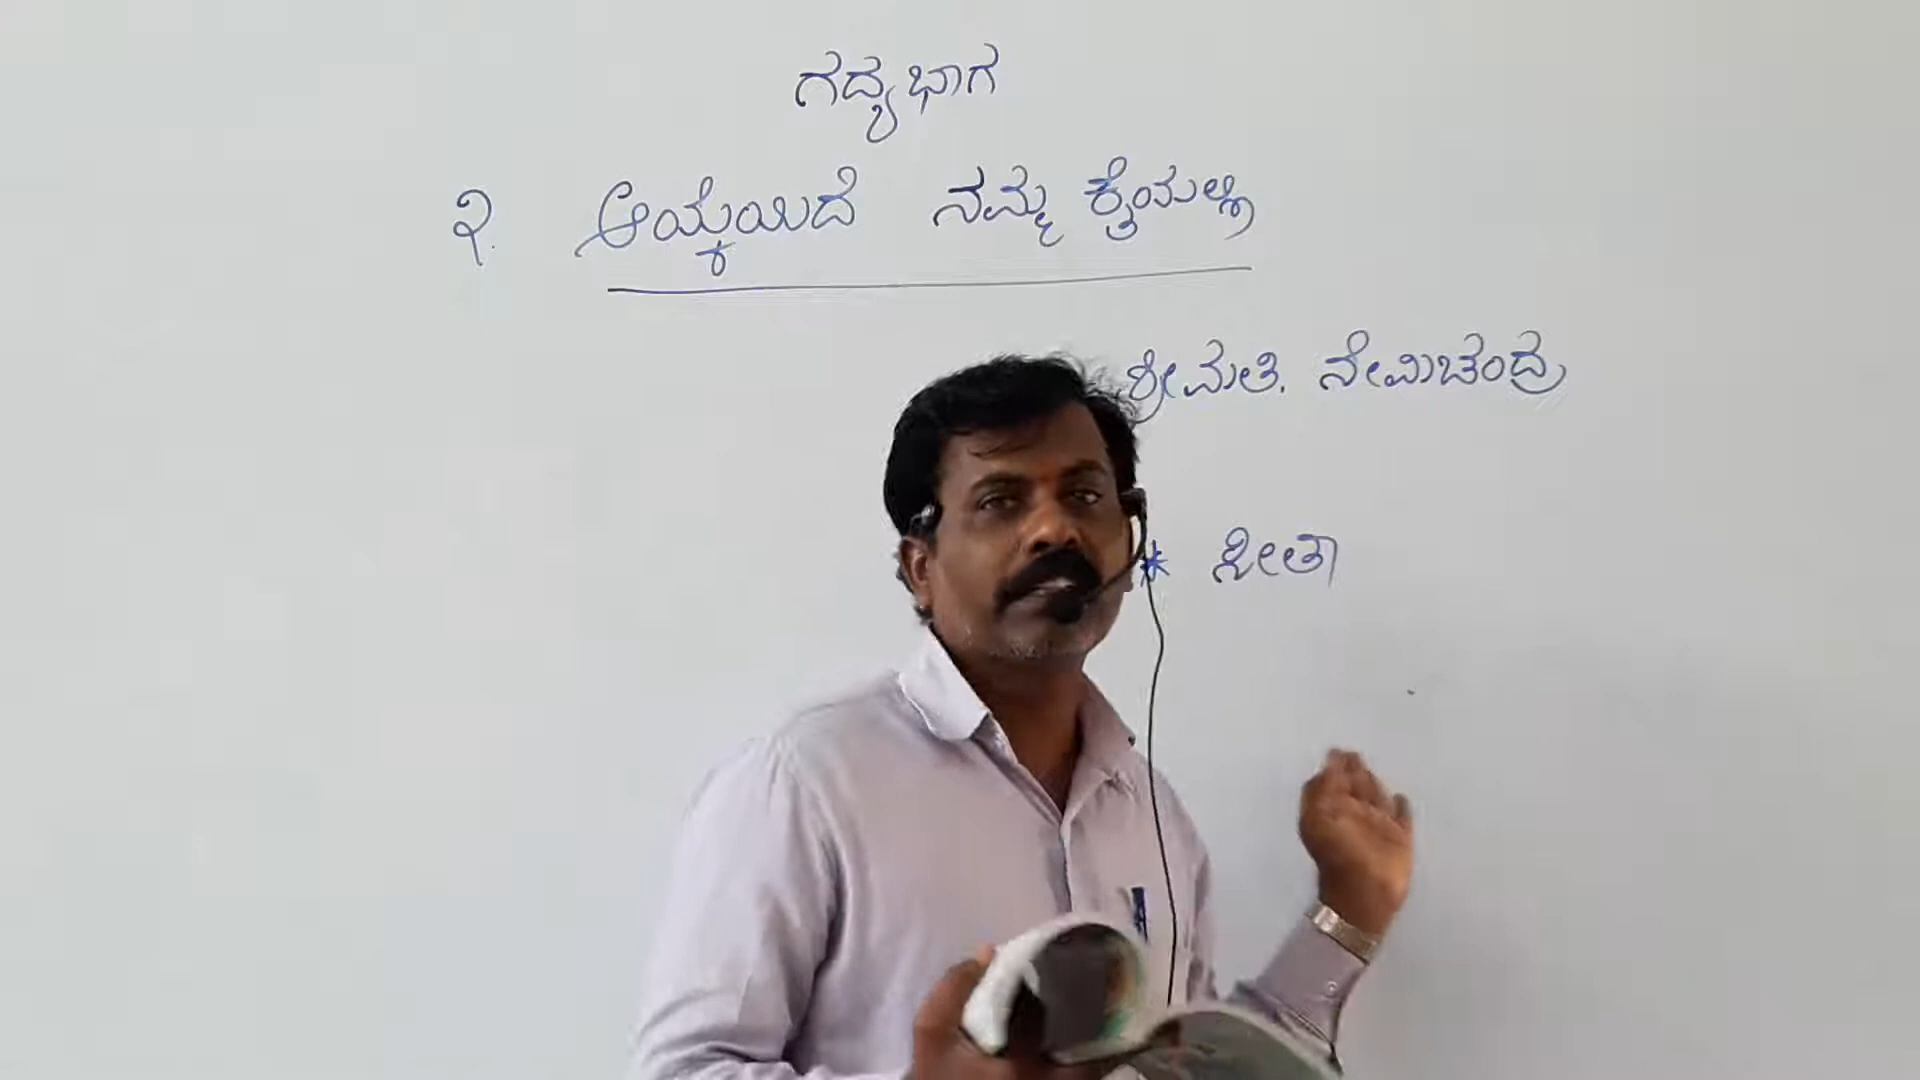 ಗದ್ಯಭಾಗ
೩. ಆಯ್ಕೆಯಿದೆ ನಮ್ಮ ಕೈಯಲ್ಲಿ
ಶ್ರೀಮತಿ. ನೇಮಿಚಂದ್ರ
* ಸೀತಾ